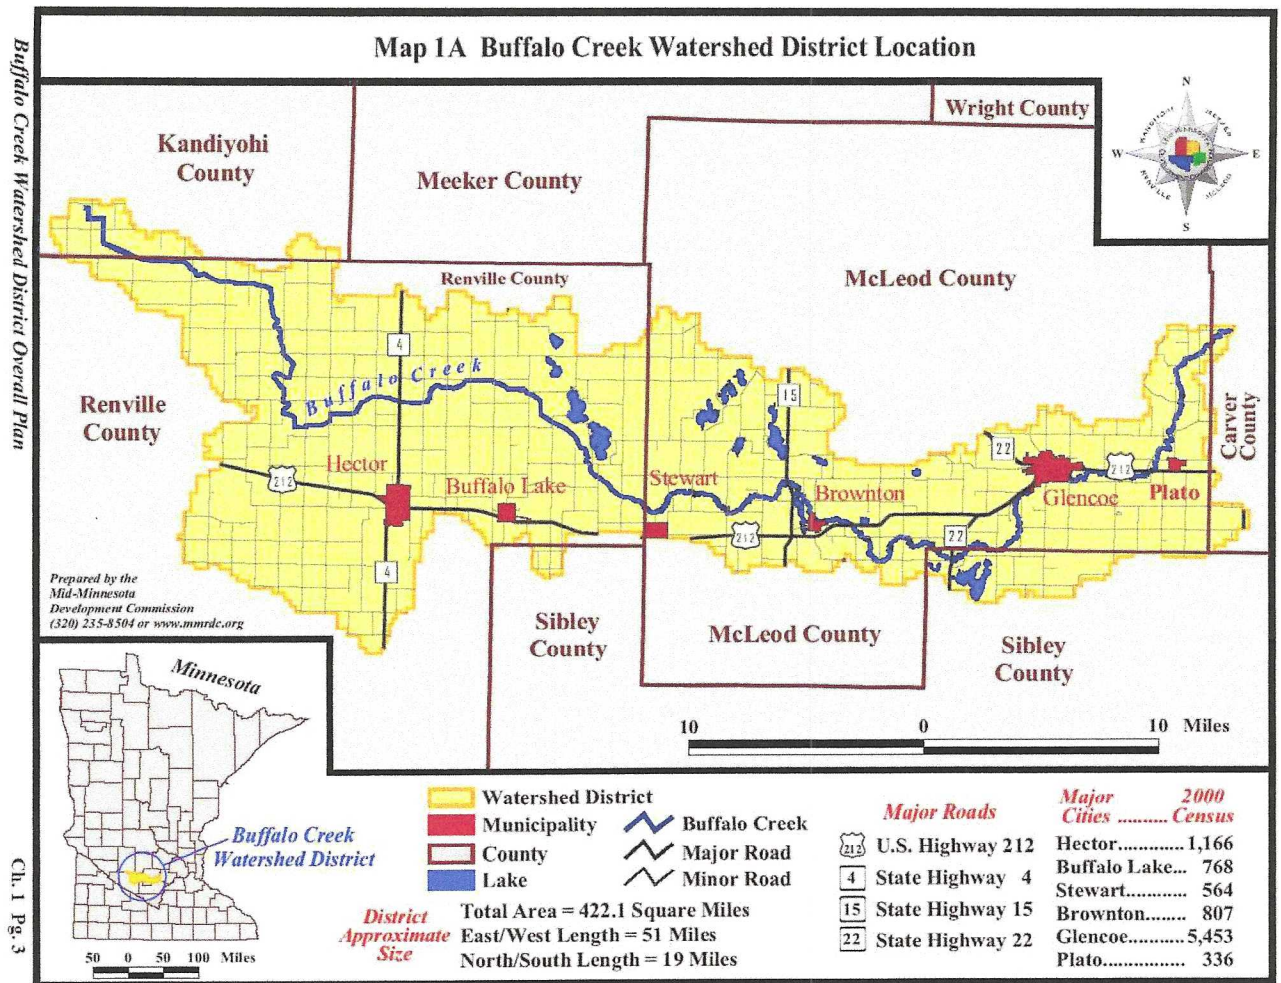 Map 1A Buffalo Creek Watershed District Location
Buffalo Creek Watershed District Overall Plan
Ch. 1 Pg. 3
Wright County
Kandiyohi
County
Meeker County
N
W
E
S
KANDIYOHI
MEEKER
RENVILLE
McLEOD
McLeod County
Renville County
4
Buffalo Creek
15
Renville
County
Carver
County
22
212
Hector
Buffalo Lake
Stewart
Brownton
Glencoe
212
Plato
212
22
4
Prepared by the
Mid-Minnesota
Development Commission
(320) 235-8504 or www.mmrdc.org
Sibley
County
McLeod County
Sibley
County
10 0 10 Miles
Minnesota
Buffalo Creek
Watershed District
50 0 50 100 Miles
Watershed District
Municipality
County
Lake
Buffalo Creek
Major Road
Minor Road
District
Approximate
Size
Total Area = 422.1 Square Miles
East/West Length = 51 Miles
North/South Length = 19 Miles
Major Roads
212 U.S. Highway 212
4 State Highway 4
15 State Highway 15
22 State Highway 22
Major 2000
Cities .......... Census
Hector............ 1,166
Buffalo Lake... 768
Stewart............ 564
Brownton....... 807
Glencoe........... 5,453
Plato................ 336